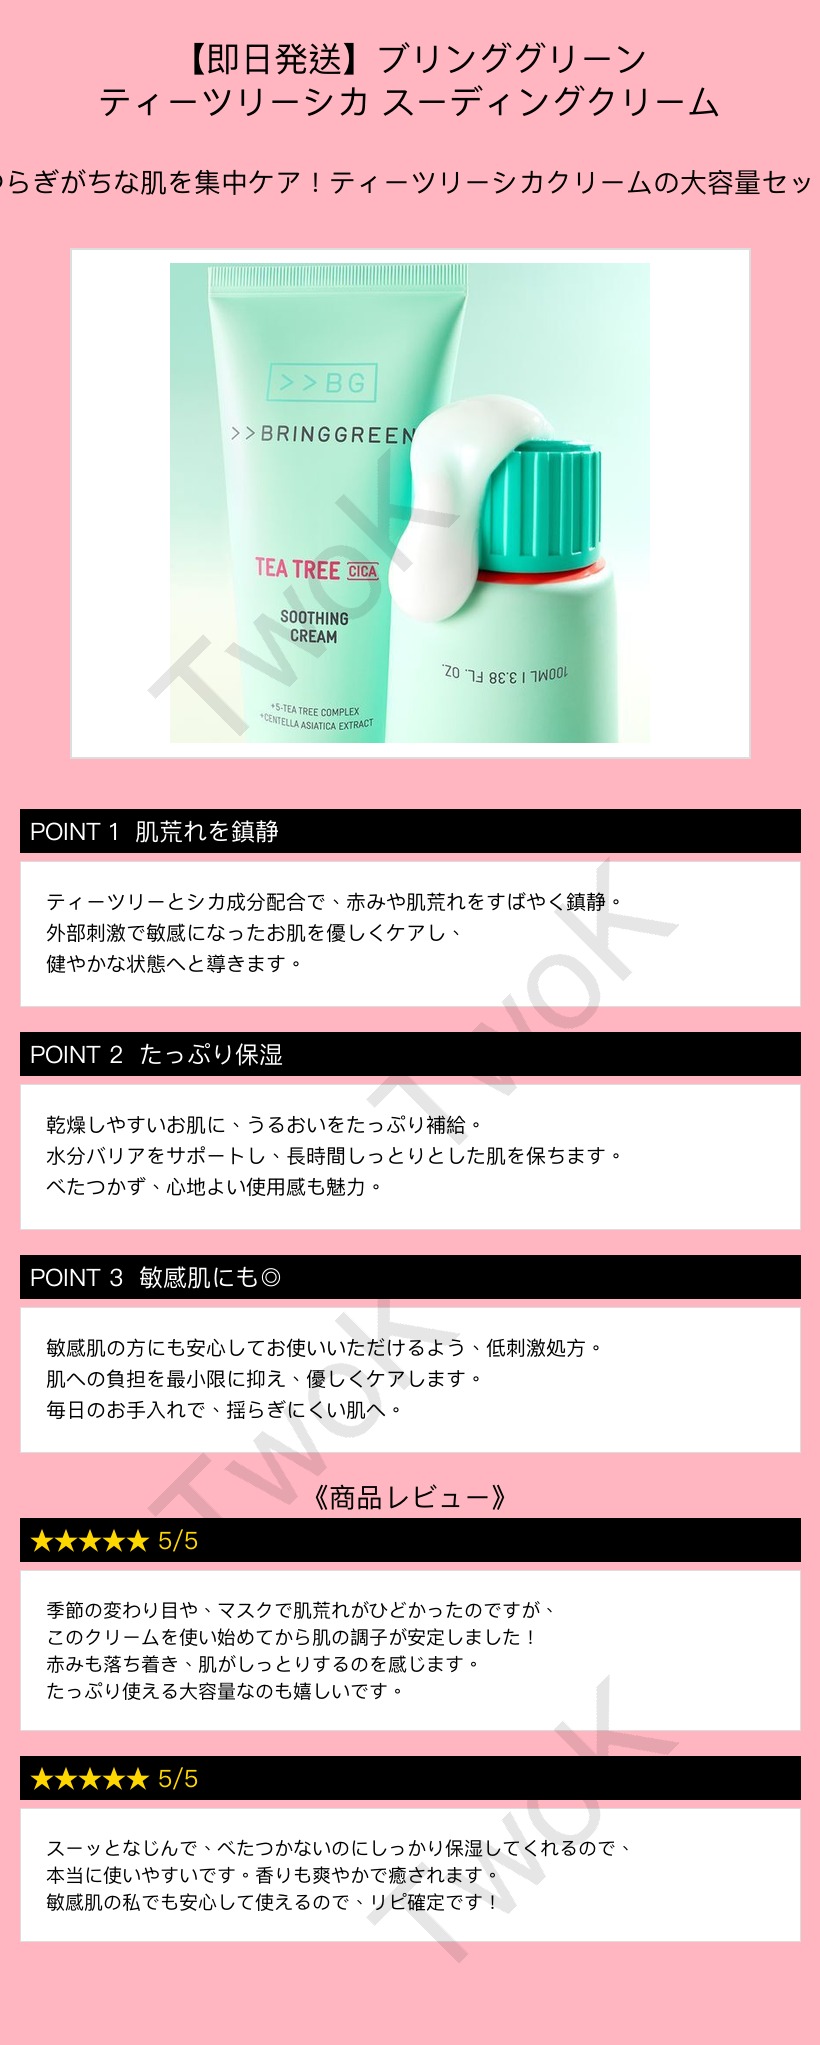 【即日発送】ブリンググリーン
ティーツリーシカ スーディングクリーム
らぎがちな肌を集中ケア！ティーツリーシカクリームの大容量セッ
>>BG
>>BRINGGREEN
TEA TREE CICA
SOOTHING
CREAM
+5-TEA TREE COMPLEX
+CENTELLA ASIATICA EXTRACT
100ML | 3.38 FL. OZ.
TwoK
POINT 1 肌荒れを鎮静
ティーツリーとシカ成分配合で、赤みや肌荒れをすばやく鎮静。
外部刺激で敏感になったお肌を優しくケアし、
健やかな状態へと導きます。
TwoK
POINT 2 たっぷり保湿
乾燥しやすいお肌に、うるおいをたっぷり補給。
水分バリアをサポートし、長時間しっとりとした肌を保ちます。
べたつかず、心地よい使用感も魅力。
POINT 3 敏感肌にも◎
敏感肌の方にも安心してお使いいただけるよう、低刺激処方。
肌への負担を最小限に抑え、優しくケアします。
毎日のお手入れで、揺らぎにくい肌へ。
TwoK
《商品レビュー》
★★★★★ 5/5
季節の変わり目や、マスクで肌荒れがひどかったのですが、
このクリームを使い始めてから肌の調子が安定しました！
赤みも落ち着き、肌がしっとりするのを感じます。
たっぷり使える大容量なのも嬉しいです。
★★★★★ 5/5
スーッとなじんで、べたつかないのにしっかり保湿してくれるので、
本当に使いやすいです。香りも爽やかで癒されます。
敏感肌の私でも安心して使えるので、リピ確定です！
TwoK